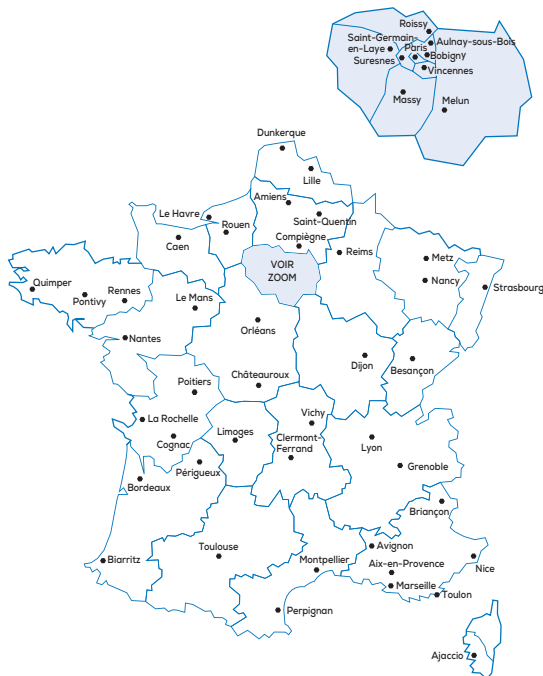 Roissy
Saint-Germain-
en-Laye
Paris
Aulnay-sous-Bois
Bobigny
Suresnes
Vincennes
Massy
Melun
Dunkerque
Lille
Amiens
Le Havre
Saint-Quentin
Rouen
Caen
Compiègne
Reims
Metz
VOIR
ZOOM
Nancy
Strasbourg
Quimper
Pontivy
Rennes
Le Mans
Orléans
Nantes
Dijon
Besançon
Châteauroux
Poitiers
Vichy
La Rochelle
Limoges
Cognac
Clermont-
Ferrand
Lyon
Grenoble
Périgueux
Bordeaux
Briançon
Toulouse
Avignon
Biarritz
Montpellier
Aix-en-Provence
Nice
Marseille
Toulon
Perpignan
Ajaccio